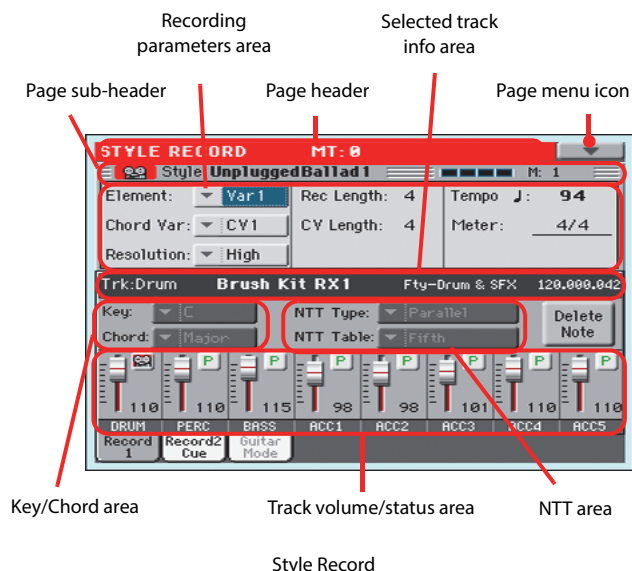 Recording
parameters area
Selected track
info area
Page sub-header
Page header
Page menu icon
STYLE RECORD MT: 0
Style UnpluggedBallad1 M: 1
Element: Var1 Rec Length: 4 Tempo ♩: 94
Chord Var: CV1 CV Length: 4 Meter: 4/4
Resolution: High
Trk:Drum Brush Kit RX1 Fty-Drum & SFX 120.000.042
Key: C NTT Type: Parallel Delete
Chord: Major NTT Table: Fifth Note
P P P P P P P
110 110 115 98 98 101 110 110
DRUM PERC BASS ACC1 ACC2 ACC3 ACC4 ACC5
Record Record2 Guitar
1 Cue Mode
Key/Chord area
Track volume/status area
NTT area
Style Record